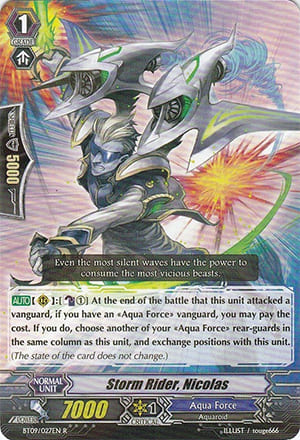 1
GRADE
5000
Even the most silent waves have the power to
consume the most vicious beasts.
AUTO : [ 1] At the end of the battle that this unit attacked a
vanguard, if you have an «Aqua Force» vanguard, you may pay the
cost. If you do, choose another of your «Aqua Force» rear-guards in
the same column as this unit, and exchange positions with this unit.
(The state of the card does not change.)
NORMAL
UNIT
Storm Rider, Nicolas
POWER
7000
1
CRITICAL
Aqua Force
Aquaroid
BT09/027EN R
ILLUST / touge666